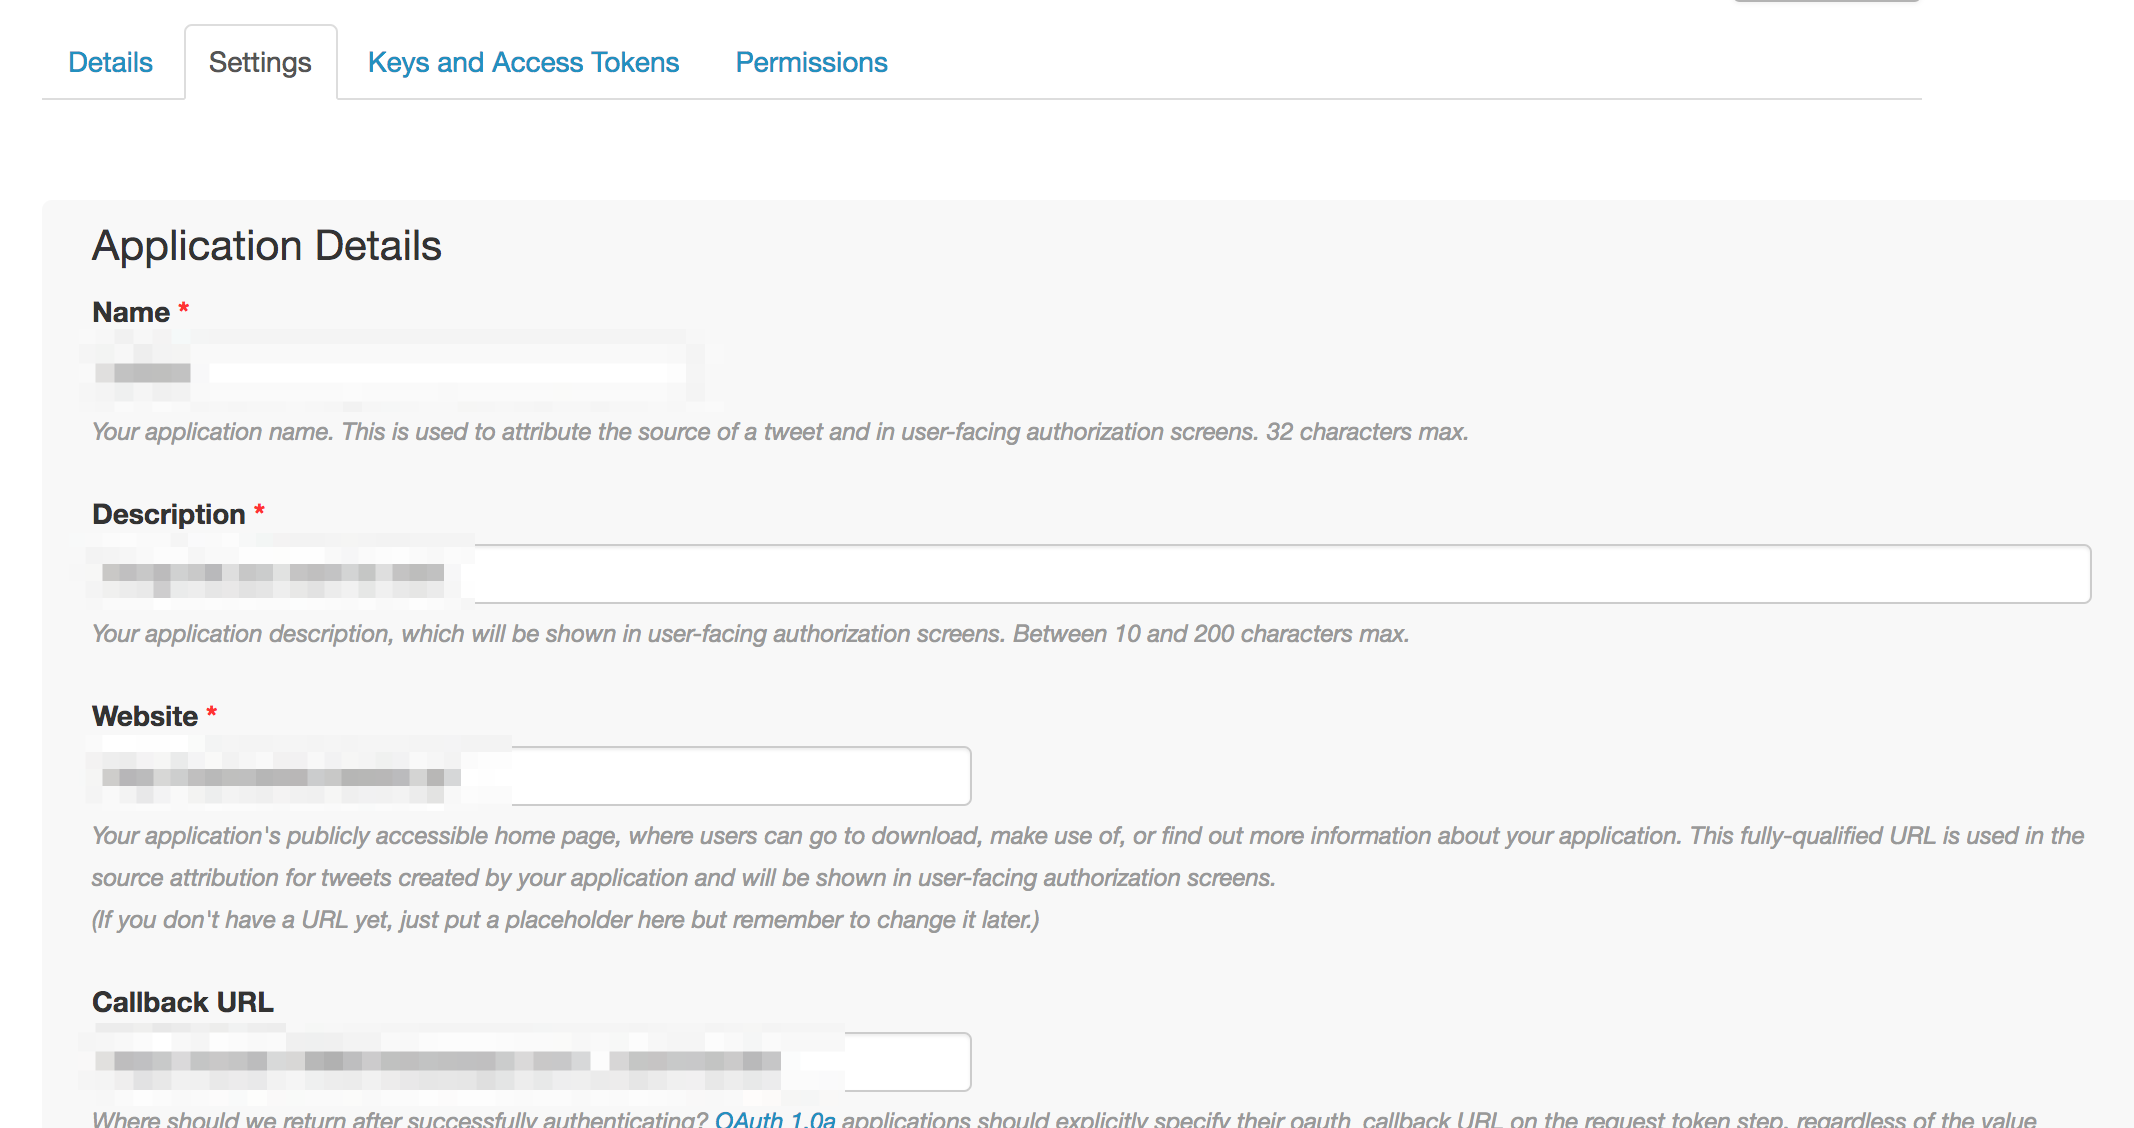 Details Settings Keys and Access Tokens Permissions
Application Details
Name *
Your application name. This is used to attribute the source of a tweet and in user-facing authorization screens. 32 characters max.
Description *
Your application description, which will be shown in user-facing authorization screens. Between 10 and 200 characters max.
Website *
Your application's publicly accessible home page, where users can go to download, make use of, or find out more information about your application. This fully-qualified URL is used in the
source attribution for tweets created by your application and will be shown in user-facing authorization screens.
(If you don't have a URL yet, just put a placeholder here but remember to change it later.)
Callback URL
Where should we return after successfully authenticating? OAuth 1.0a applications should explicitly specify their oauth_callback URL on the request token step, regardless of the value